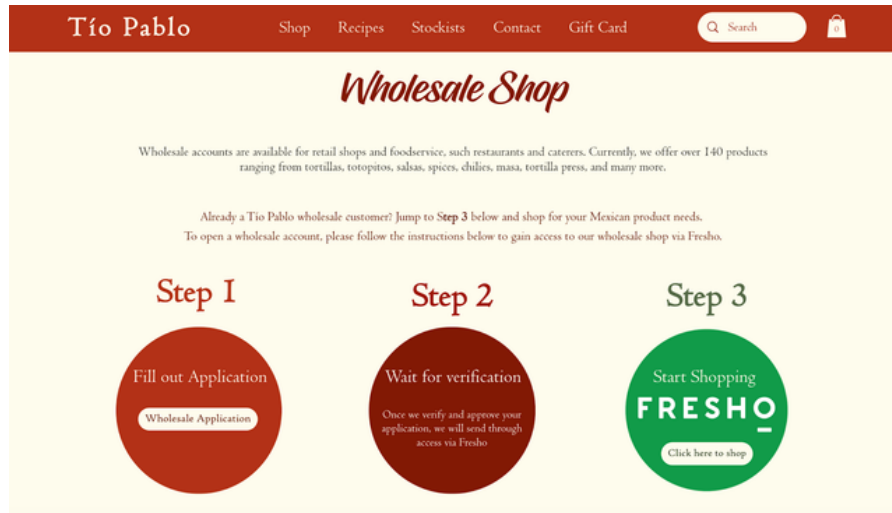 Tío Pablo
Shop
Recipes
Stockists
Contact
Gift Card
Search
0
Wholesale Shop
Wholesale accounts are available for retail shops and foodservice, such restaurants and caterers. Currently, we offer over 140 products
ranging from tortillas, totopitos, salsas, spices, chilies, masa, tortilla press, and many more.
Already a Tio Pablo wholesale customer? Jump to Step 3 below and shop for your Mexican product needs.
To open a wholesale account, please follow the instructions below to gain access to our wholesale shop via Fresho.
Step 1
Fill out Application
Wholesale Application
Step 2
Wait for verification
Once we verify and approve your
application, we will send through
access via Fresho
Step 3
Start Shopping
FRESHO
Click here to shop